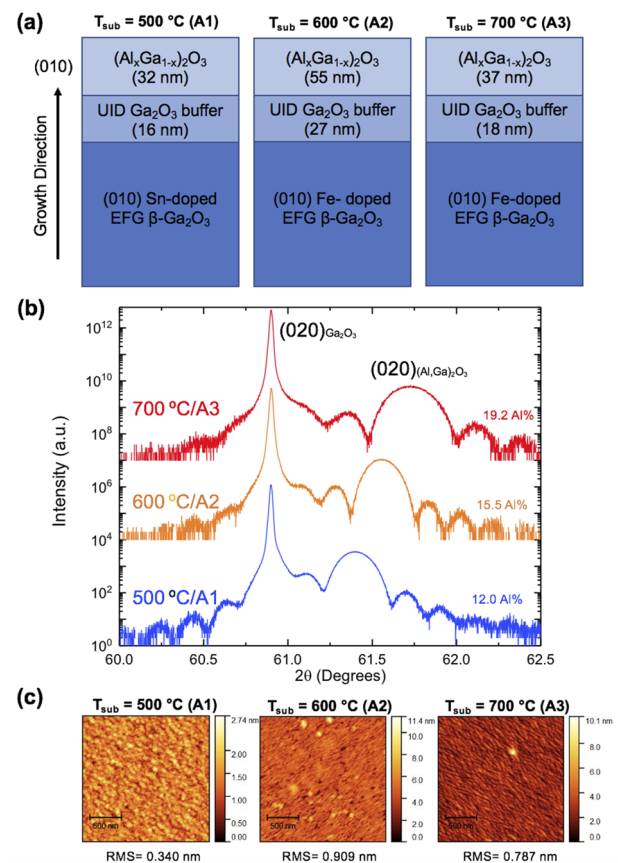 (a)
T_sub = 500 °C (A1) T_sub = 600 °C (A2) T_sub = 700 °C (A3)
(010)
Growth Direction
(Al_xGa_1-x)_2O_3
(32 nm)
UID Ga_2O_3 buffer
(16 nm)
(010) Sn-doped
EFG β-Ga_2O_3
(Al_xGa_1-x)_2O_3
(55 nm)
UID Ga_2O_3 buffer
(27 nm)
(010) Fe- doped
EFG β-Ga_2O_3
(Al_xGa_1-x)_2O_3
(37 nm)
UID Ga_2O_3 buffer
(18 nm)
(010) Fe-doped
EFG β-Ga_2O_3
(b)
Intensity (a.u.)
10^12
10^10
10^8
10^6
10^4
10^2
10^0
(020)_Ga_2O_3
(020)_(Al,Ga)_2O_3
700 ºC/A3
19.2 Al%
600 ºC/A2
15.5 Al%
500 ºC/A1
12.0 Al%
60.0 60.5 61.0 61.5 62.0 62.5
2θ (Degrees)
(c)
T_sub = 500 °C (A1) T_sub = 600 °C (A2) T_sub = 700 °C (A3)
2.74 nm
2.00
1.50
1.00
0.50
0.00
500 nm
11.4 nm
8.0
6.0
4.0
2.0
0.0
500 nm
10.1 nm
8.0
6.0
4.0
2.0
0.0
500 nm
RMS= 0.340 nm RMS= 0.909 nm RMS= 0.787 nm